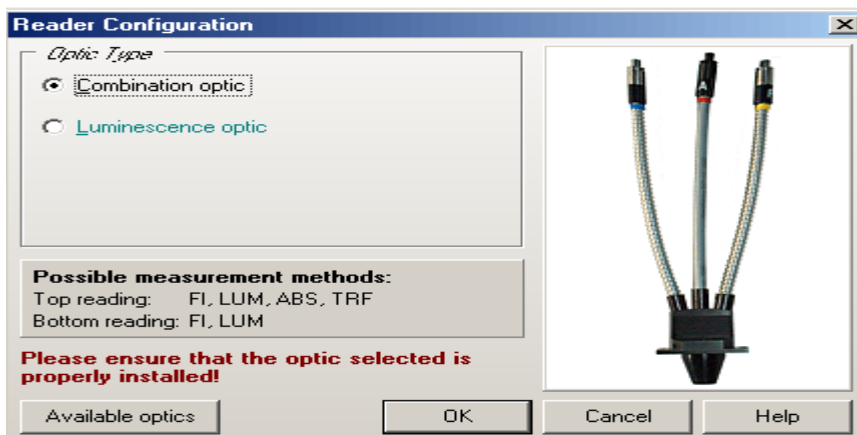 Reader Configuration
Optic Type
Combination optic
Luminescence optic
Possible measurement methods:
Top reading: FI, LUM, ABS, TRF
Bottom reading: FI, LUM
Please ensure that the optic selected is
properly installed!
Available optics
OK
Cancel
Help
A